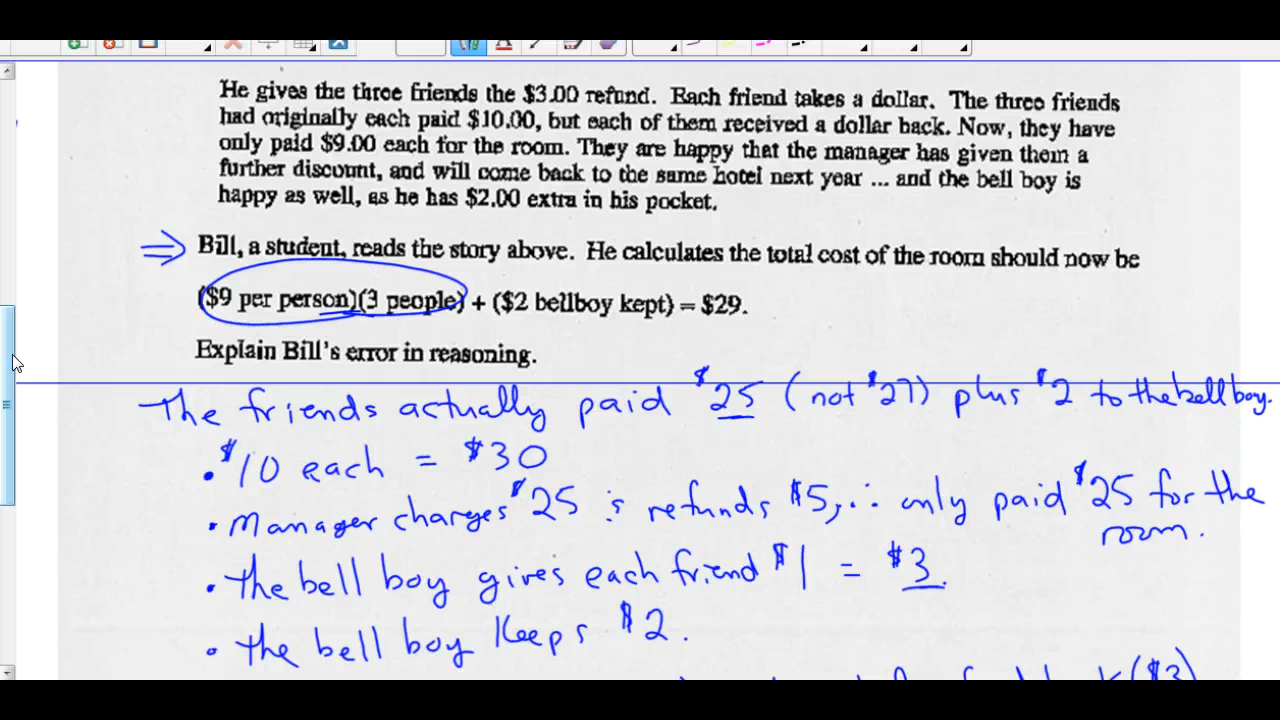 He gives the three friends the $3.00 refund. Each friend takes a dollar. The three friends
had originally each paid $10.00, but each of them received a dollar back. Now, they have
only paid $9.00 each for the room. They are happy that the manager has given them a
further discount, and will come back to the same hotel next year ... and the bell boy is
happy as well, as he has $2.00 extra in his pocket.
⇒ Bill, a student, reads the story above. He calculates the total cost of the room should now be
($9 per person)(3 people) + ($2 bellboy kept) = $29.
Explain Bill's error in reasoning.
The friends actually paid $25 (not $27) plus $2 to the bell boy.
• $10 each = $30
• Manager charges $25 ∴ refunds $5, ∴ only paid $25 for the
room.
• the bell boy gives each friend $1 = $3.
• the bell boy keeps $2.
($3)